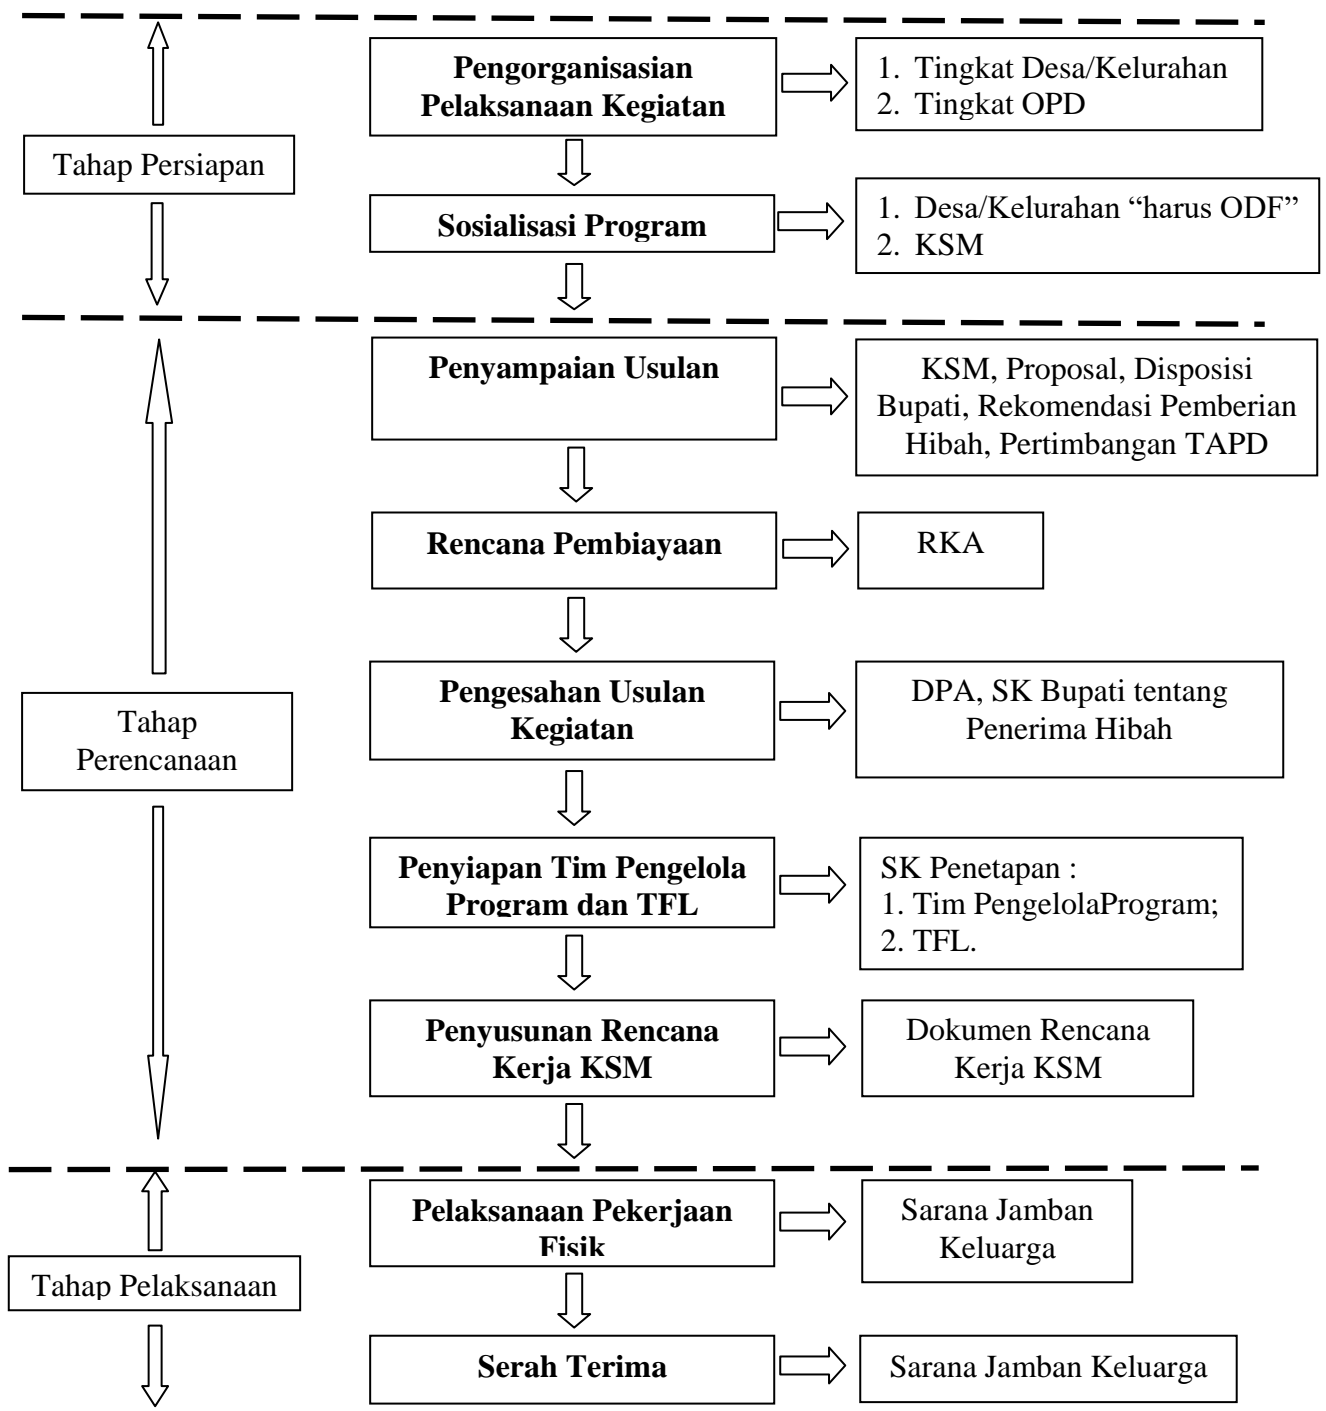 Pengorganisasian
Pelaksanaan Kegiatan
1. Tingkat Desa/Kelurahan
2. Tingkat OPD
Tahap Persiapan
Sosialisasi Program
1. Desa/Kelurahan “harus ODF”
2. KSM
Penyampaian Usulan
KSM, Proposal, Disposisi
Bupati, Rekomendasi Pemberian
Hibah, Pertimbangan TAPD
Rencana Pembiayaan
RKA
Tahap
Perencanaan
Pengesahan Usulan
Kegiatan
DPA, SK Bupati tentang
Penerima Hibah
Penyiapan Tim Pengelola
Program dan TFL
SK Penetapan :
1. Tim PengelolaProgram;
2. TFL.
Penyusunan Rencana
Kerja KSM
Dokumen Rencana
Kerja KSM
Tahap Pelaksanaan
Pelaksanaan Pekerjaan
Fisik
Sarana Jamban
Keluarga
Serah Terima
Sarana Jamban Keluarga